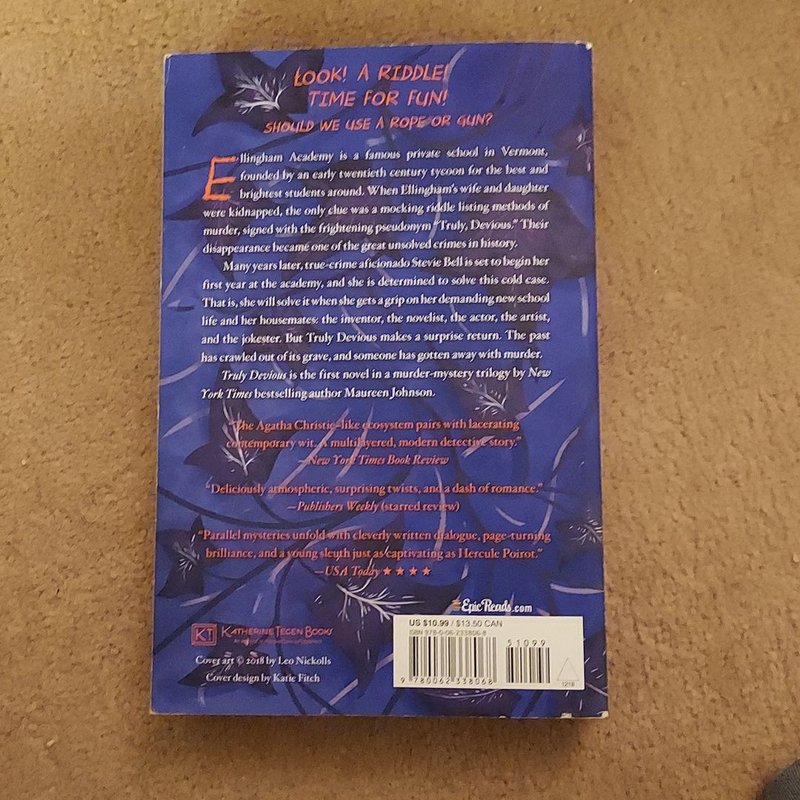 LOOK! A RIDDLE!
TIME FOR FUN!
SHOULD WE USE A ROPE OR GUN?
Ellingham Academy is a famous private school in Vermont,
founded by an early twentieth century tycoon for the best and
brightest students around. When Ellingham's wife and daughter
were kidnapped, the only clue was a mocking riddle listing methods of
murder, signed with the frightening pseudonym "Truly, Devious." Their
disappearance became one of the great unsolved crimes in history.
Many years later, true-crime aficionado Stevie Bell is set to begin her
first year at the academy, and she is determined to solve this cold case.
That is, she will solve it when she gets a grip on her demanding new school
life and her housemates: the inventor, the novelist, the actor, the artist,
and the jokester. But Truly Devious makes a surprise return. The past
has crawled out of its grave, and someone has gotten away with murder.
Truly Devious is the first novel in a murder-mystery trilogy by New
York Times bestselling author Maureen Johnson.
"The Agatha Christie-like ecosystem pairs with lacerating
contemporary wit. A multilayered, modern detective story."
—New York Times Book Review
"Deliciously atmospheric, surprising twists, and a dash of romance."
—Publishers Weekly (starred review)
"Parallel mysteries unfold with cleverly written dialogue, page-turning
brilliance, and a young sleuth just as captivating as Hercule Poirot."
—USA Today ★★★★
EpicReads.com
US $10.99 / $13.50 CAN
ISBN 978-0-06-233806-8
51099
9 780062 338068
1218
KT KATHERINE TEGEN BOOKS
Cover art © 2018 by Leo Nickolls
Cover design by Katie Fitch